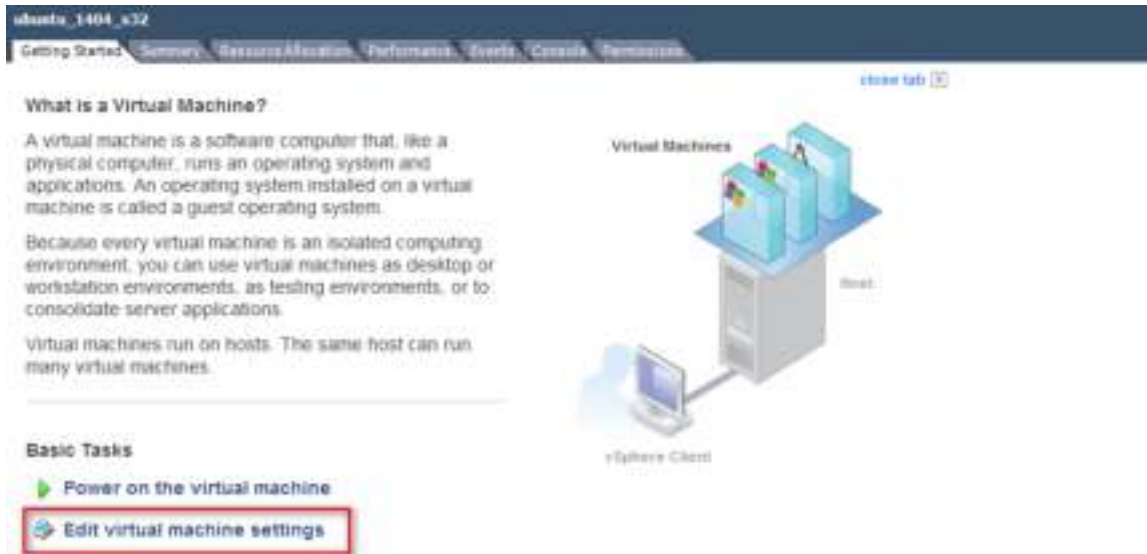 ubuntu_1404_x32
Getting Started Summary Resource Allocation Performance Events Console Permissions
close tab
What is a Virtual Machine?
A virtual machine is a software computer that, like a
physical computer, runs an operating system and
applications. An operating system installed on a virtual
machine is called a guest operating system.
Because every virtual machine is an isolated computing
environment, you can use virtual machines as desktop or
workstation environments, as testing environments, or to
consolidate server applications.
Virtual machines run on hosts. The same host can run
many virtual machines.
Virtual Machines
Host
vSphere Client
Basic Tasks
Power on the virtual machine
Edit virtual machine settings